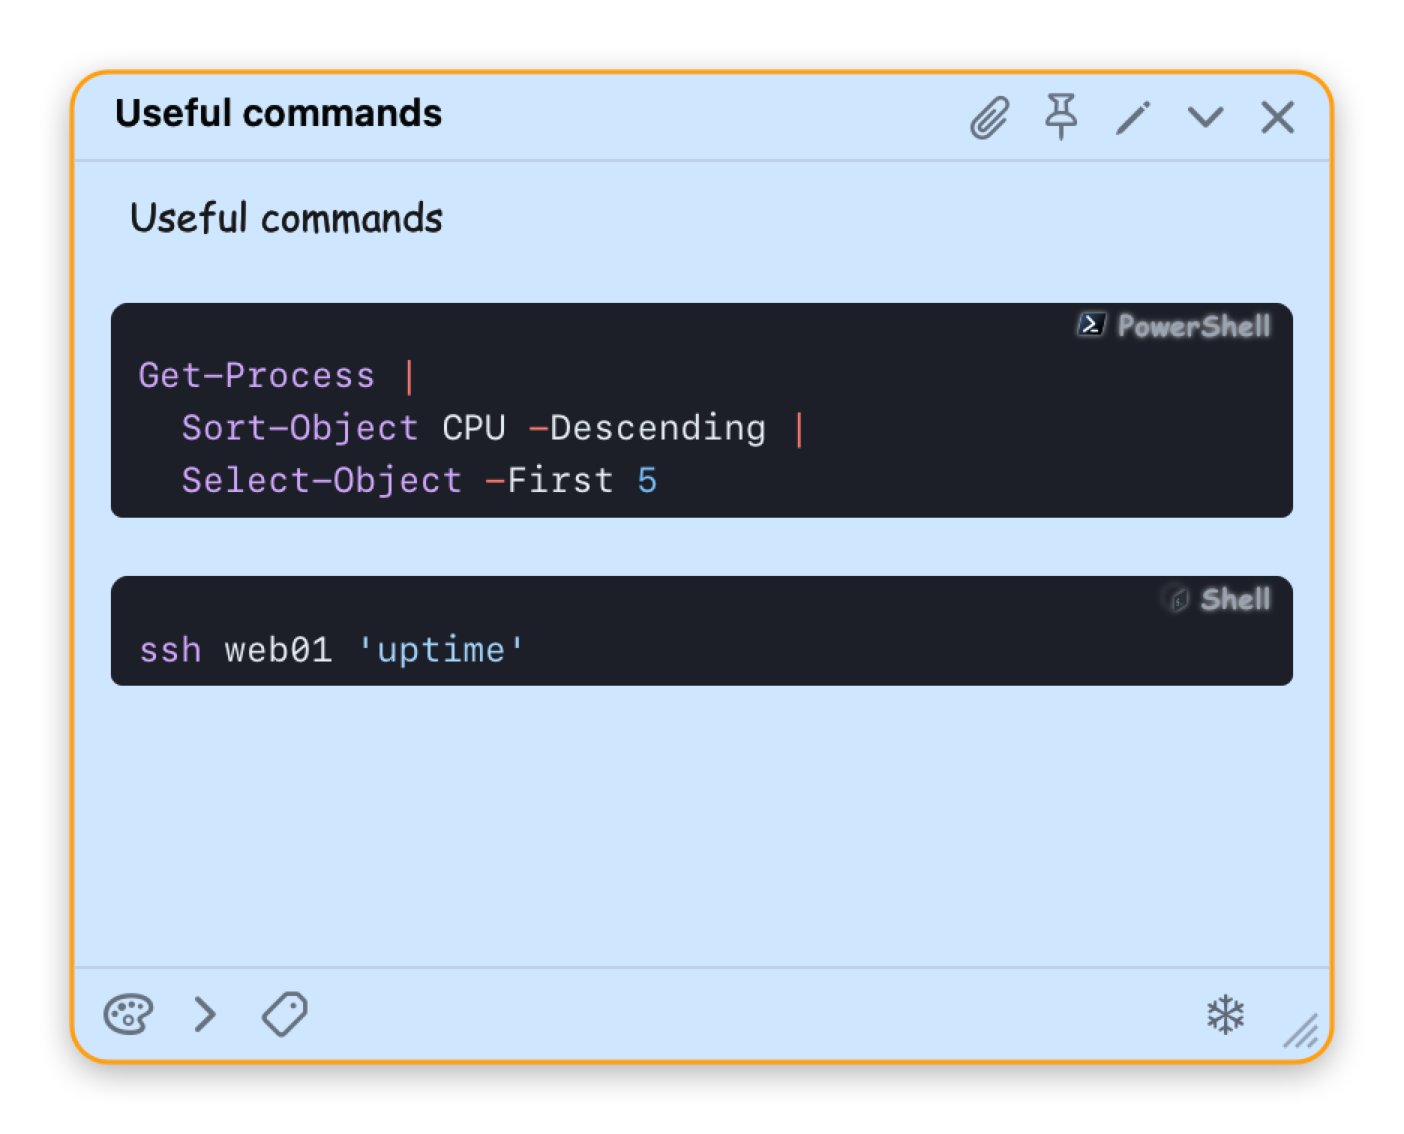 Useful commands
Useful commands
PowerShell
Get-Process |
  Sort-Object CPU -Descending |
  Select-Object -First 5
Shell
ssh web01 'uptime'